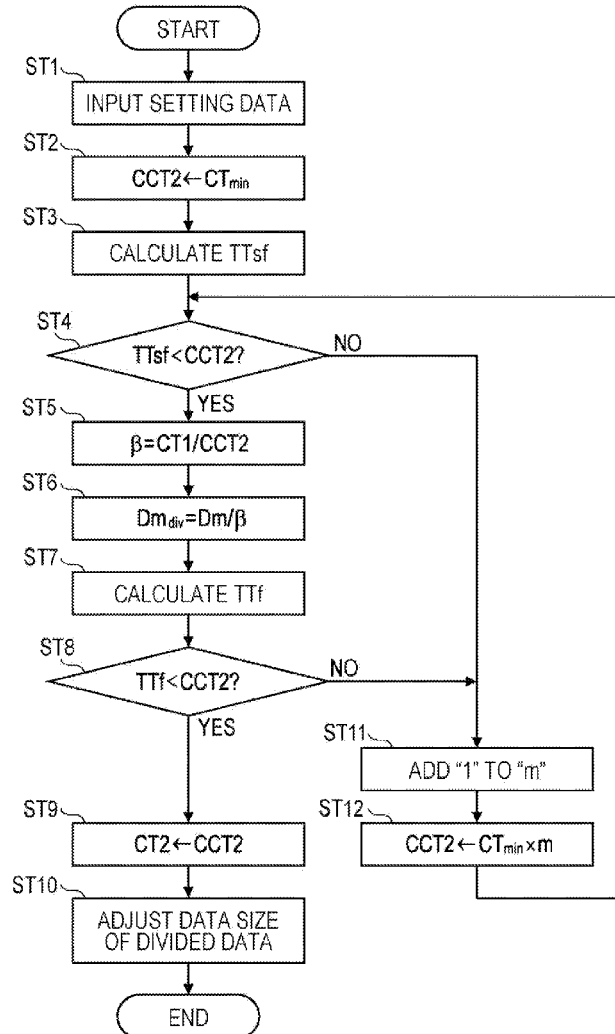 START
ST1
INPUT SETTING DATA
ST2
CCT2←CTmin
ST3
CALCULATE TTsf
ST4
TTsf<CCT2?
NO
YES
ST5
β=CT1/CCT2
ST6
Dmdiv=Dm/β
ST7
CALCULATE TTf
ST8
TTf<CCT2?
NO
YES
ST11
ADD “1” TO “m”
ST9
CT2←CCT2
ST12
CCT2←CTmin×m
ST10
ADJUST DATA SIZE
OF DIVIDED DATA
END